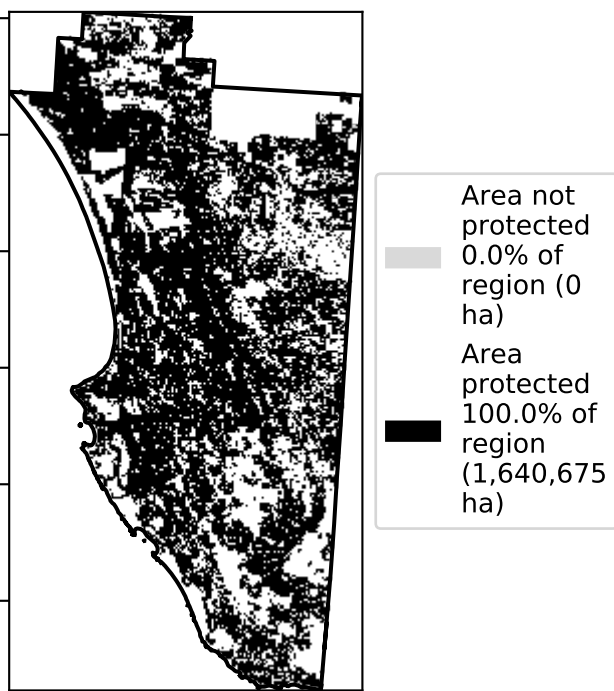 Area not
protected
0.0% of
region (0
ha)
Area
protected
100.0% of
region
(1,640,675
ha)